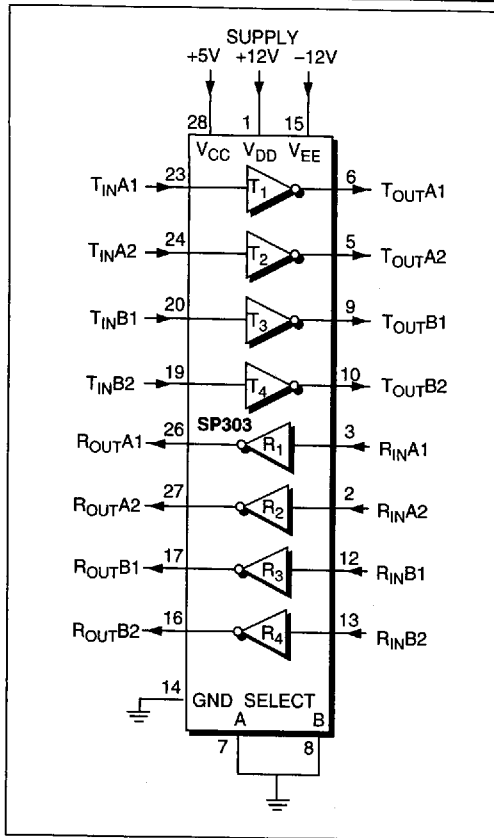 SUPPLY
+5V +12V −12V
28 1 15
VCC VDD VEE
TINA1 23 T1 6 TOUTA1
TINA2 24 T2 5 TOUTA2
TINB1 20 T3 9 TOUTB1
TINB2 19 T4 10 TOUTB2
SP303
ROUTA1 26 R1 3 RINA1
ROUTA2 27 R2 2 RINA2
ROUTB1 17 R3 12 RINB1
ROUTB2 16 R4 13 RINB2
14 GND SELECT
A B
7 8